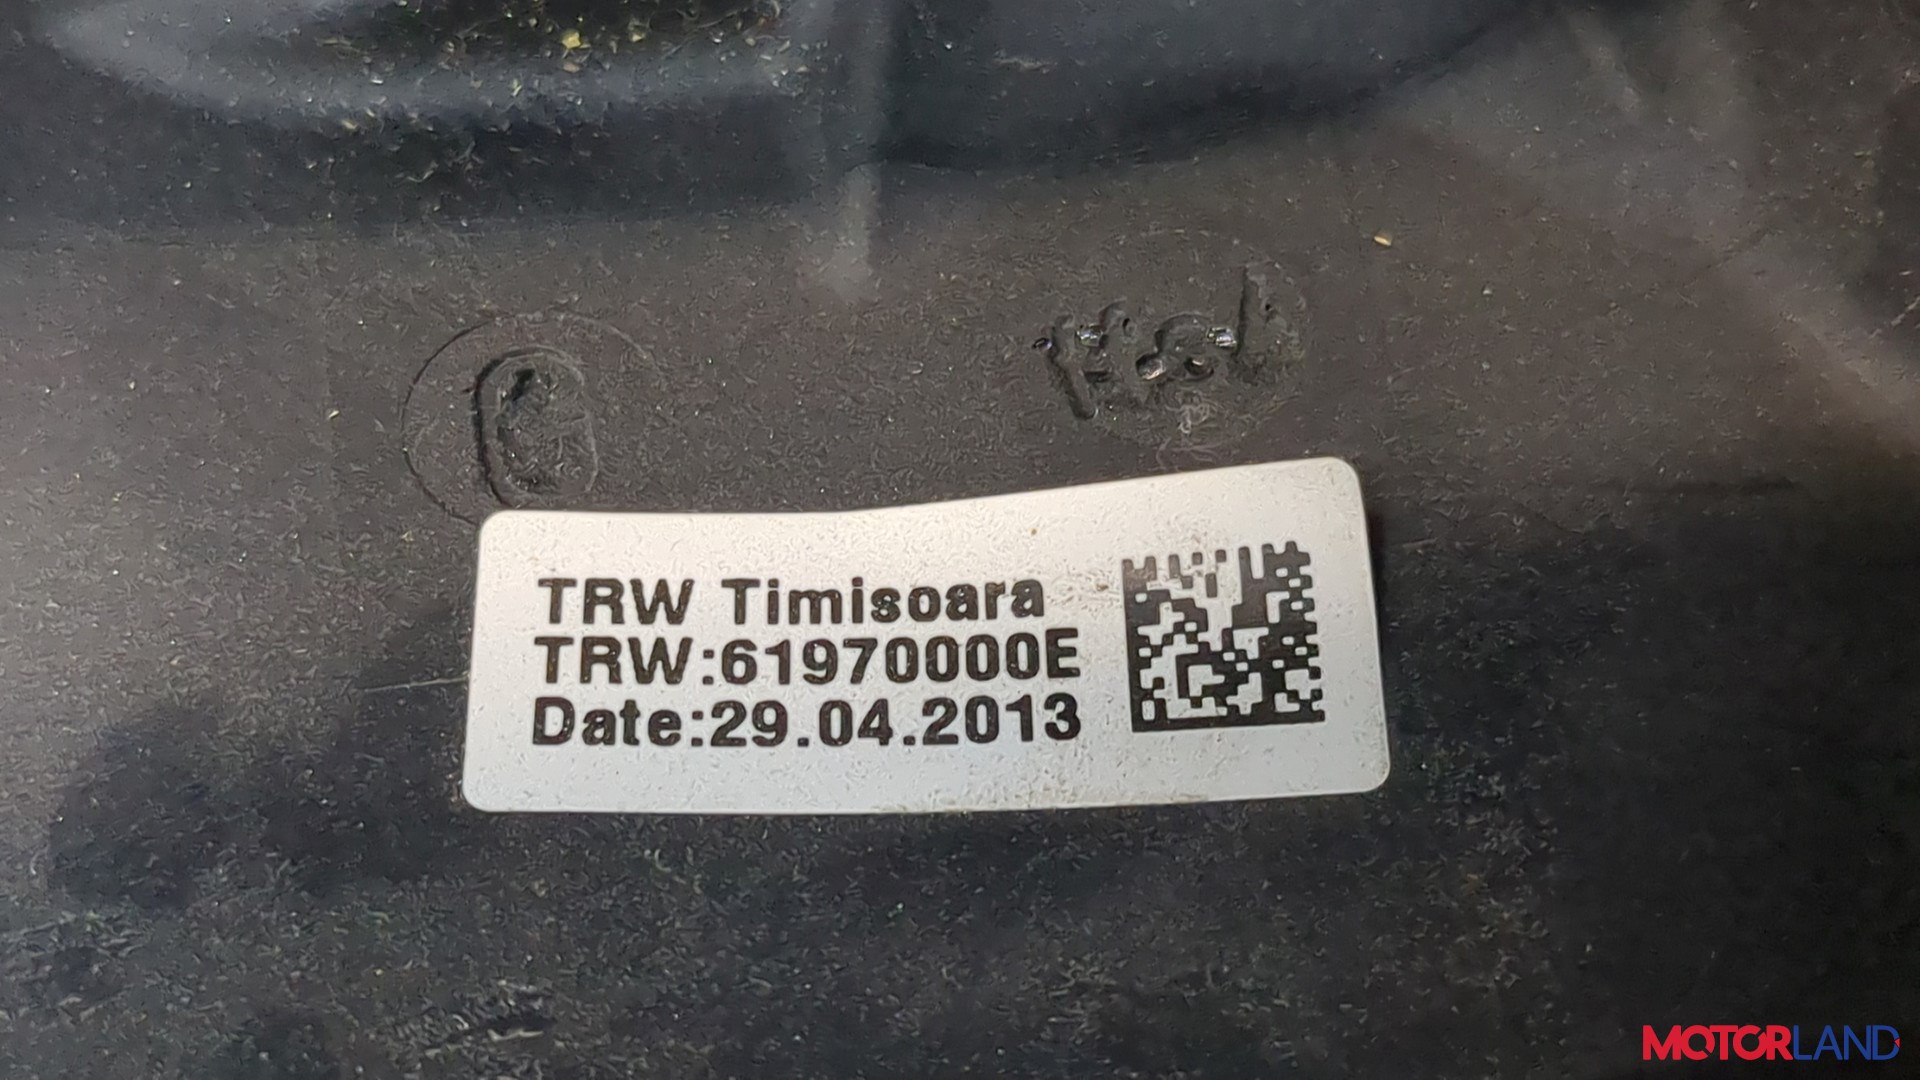 TRW Timisoara
TRW:61970000E
Date:29.04.2013
MOTORLAND